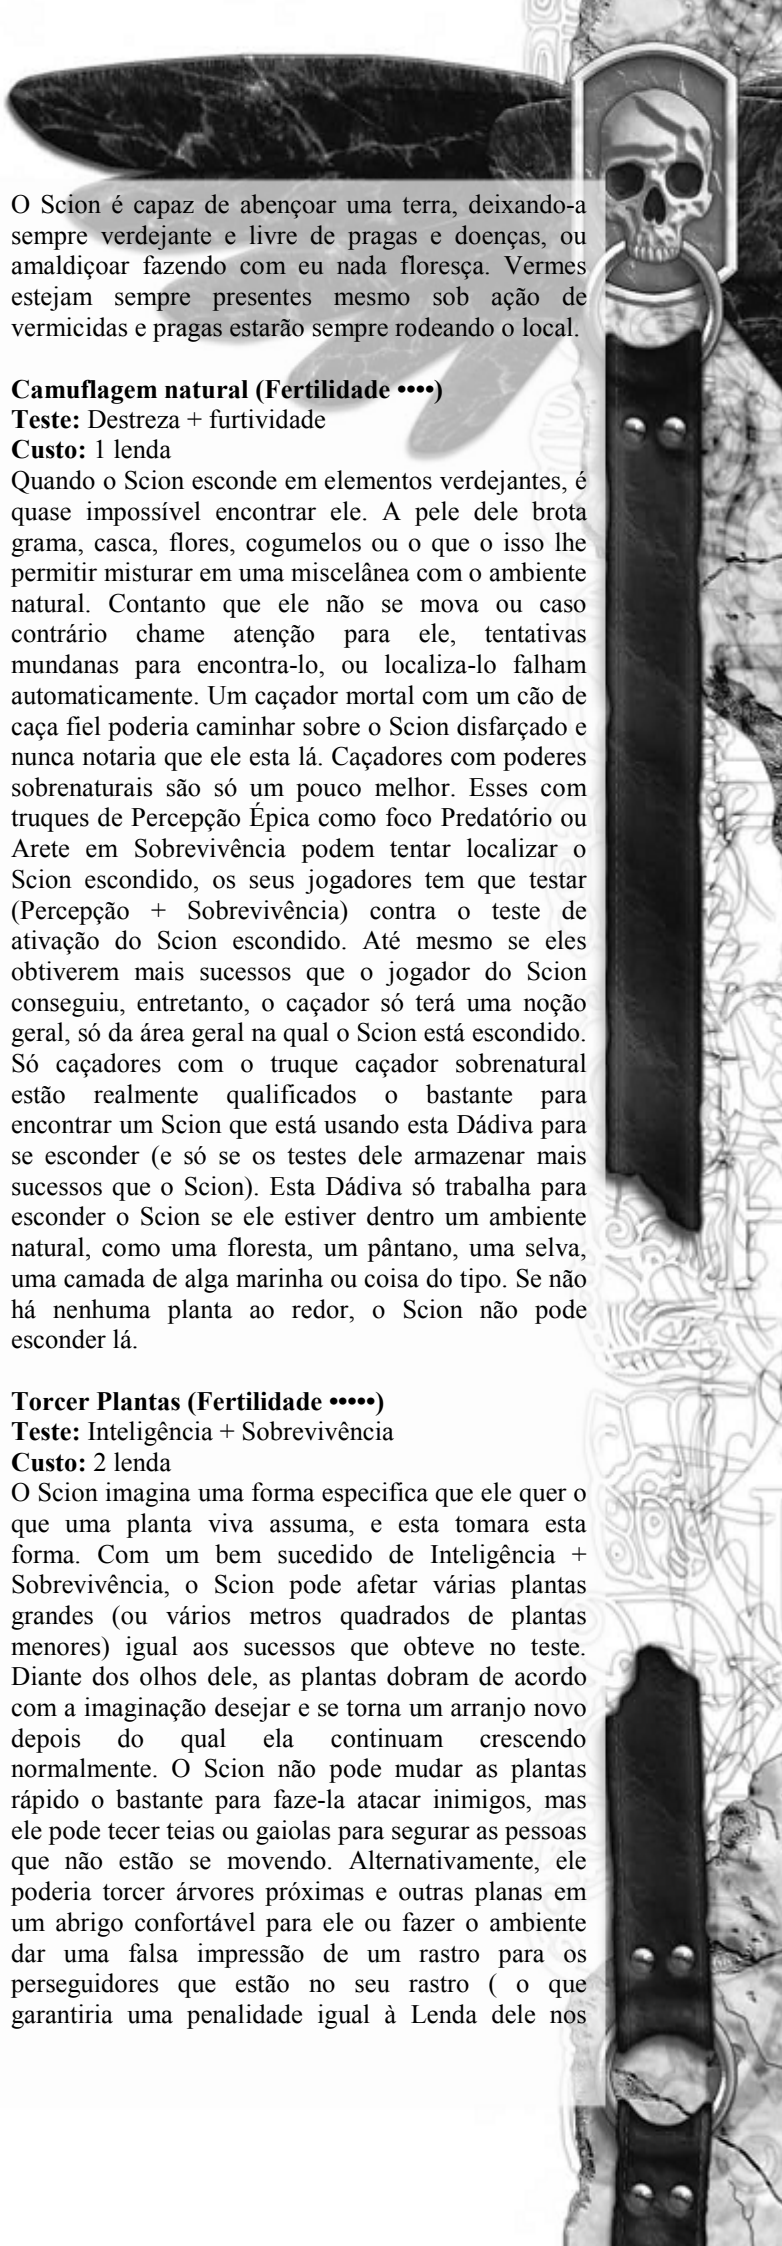 O Scion é capaz de abençoar uma terra, deixando-a
sempre verdejante e livre de pragas e doenças, ou
amaldiçoar fazendo com eu nada floresça. Vermes
estejam sempre presentes mesmo sob ação de
vermicidas e pragas estarão sempre rodeando o local.
Camuflagem natural (Fertilidade ••••)
Teste: Destreza + furtividade
Custo: 1 lenda
Quando o Scion esconde em elementos verdejantes, é
quase impossível encontrar ele. A pele dele brota
grama, casca, flores, cogumelos ou o que o isso lhe
permitir misturar em uma miscelânea com o ambiente
natural. Contanto que ele não se mova ou caso
contrário chame atenção para ele, tentativas
mundanas para encontra-lo, ou localiza-lo falham
automaticamente. Um caçador mortal com um cão de
caça fiel poderia caminhar sobre o Scion disfarçado e
nunca notaria que ele esta lá. Caçadores com poderes
sobrenaturais são só um pouco melhor. Esses com
truques de Percepção Épica como foco Predatório ou
Arete em Sobrevivência podem tentar localizar o
Scion escondido, os seus jogadores tem que testar
(Percepção + Sobrevivência) contra o teste de
ativação do Scion escondido. Até mesmo se eles
obtiverem mais sucessos que o jogador do Scion
conseguiu, entretanto, o caçador só terá uma noção
geral, só da área geral na qual o Scion está escondido.
Só caçadores com o truque caçador sobrenatural
estão realmente qualificados o bastante para
encontrar um Scion que está usando esta Dádiva para
se esconder (e só se os testes dele armazenar mais
sucessos que o Scion). Esta Dádiva só trabalha para
esconder o Scion se ele estiver dentro um ambiente
natural, como uma floresta, um pântano, uma selva,
uma camada de alga marinha ou coisa do tipo. Se não
há nenhuma planta ao redor, o Scion não pode
esconder lá.
Torcer Plantas (Fertilidade •••••)
Teste: Inteligência + Sobrevivência
Custo: 2 lenda
O Scion imagina uma forma especifica que ele quer o
que uma planta viva assuma, e esta tomara esta
forma. Com um bem sucedido de Inteligência +
Sobrevivência, o Scion pode afetar várias plantas
grandes (ou vários metros quadrados de plantas
menores) igual aos sucessos que obteve no teste.
Diante dos olhos dele, as plantas dobram de acordo
com a imaginação desejar e se torna um arranjo novo
depois do qual ela continuam crescendo
normalmente. O Scion não pode mudar as plantas
rápido o bastante para faze-la atacar inimigos, mas
ele pode tecer teias ou gaiolas para segurar as pessoas
que não estão se movendo. Alternativamente, ele
poderia torcer árvores próximas e outras planas em
um abrigo confortável para ele ou fazer o ambiente
dar uma falsa impressão de um rastro para os
perseguidores que estão no seu rastro ( o que
garantiria uma penalidade igual à Lenda dele nos